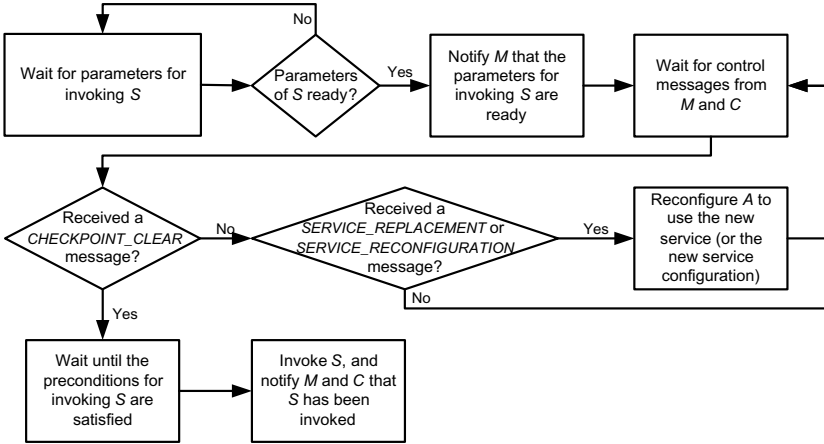 No
Wait for parameters for
invoking S
Parameters
of S ready?
Yes
Notify M that the
parameters for
invoking S are
ready
Wait for control
messages from
M and C
Received a
CHECKPOINT_CLEAR
message?
No
Received a
SERVICE_REPLACEMENT or
SERVICE_RECONFIGURATION
message?
Yes
Reconfigure A to
use the new
service (or the
new service
configuration)
No
Yes
Wait until the
preconditions for
invoking S are
satisfied
Invoke S, and
notify M and C that
S has been
invoked